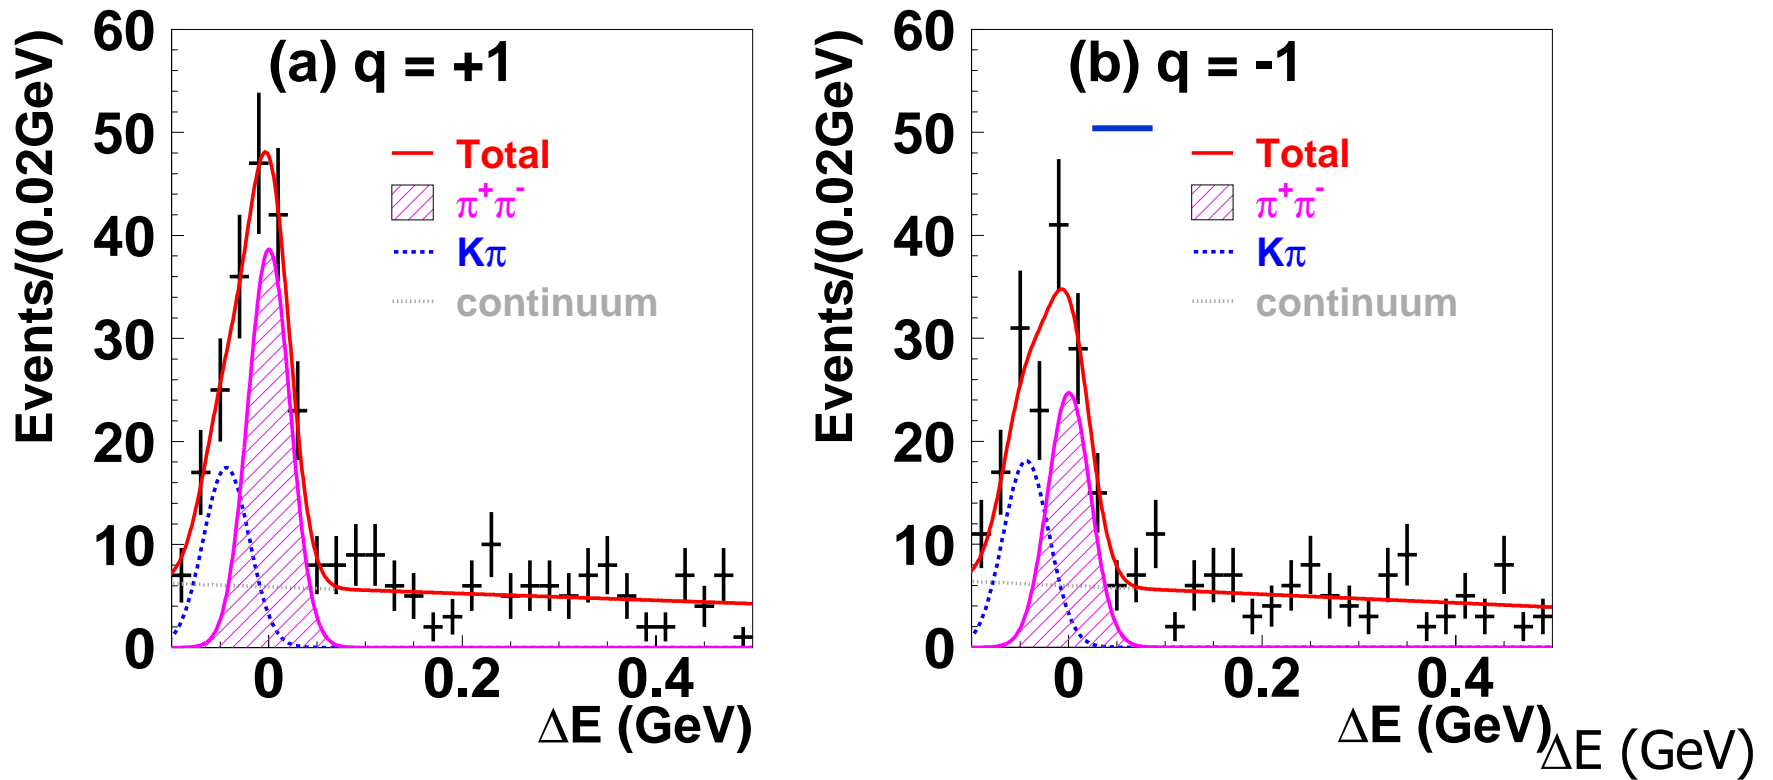 (a) q = +1
Events/(0.02GeV)
60
50
40
30
20
10
0
Total
π⁺π⁻
Kπ
continuum
0 0.2 0.4
ΔE (GeV)
(b) q = -1
Events/(0.02GeV)
60
50
40
30
20
10
0
Total
π⁺π⁻
Kπ
continuum
0 0.2 0.4
ΔE (GeV)
ΔE (GeV)